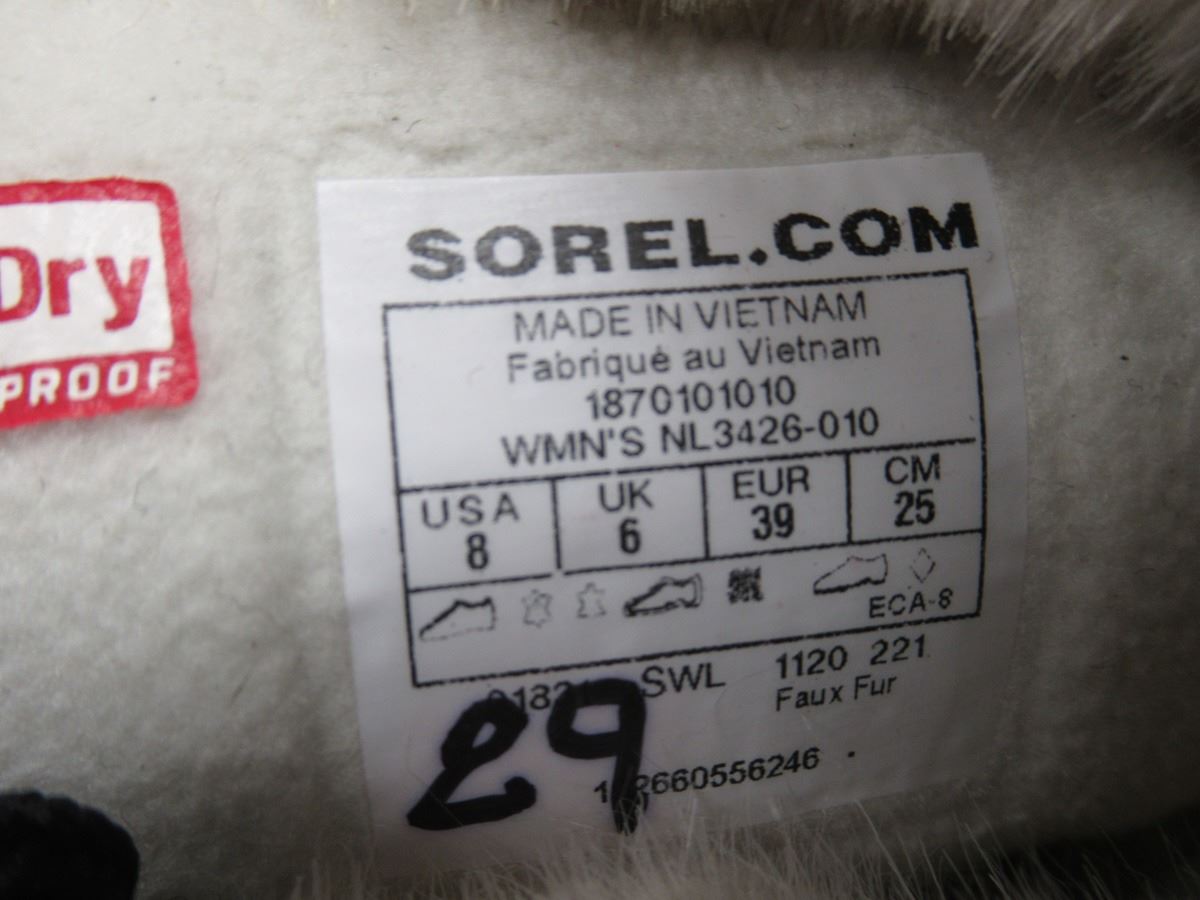 Dry
PROOF
SOREL.COM
MADE IN VIETNAM
Fabriqué au Vietnam
1870101010
WMN'S NL3426-010
USA UK EUR CM
8 6 39 25
ECA-8
SWL 1120 221
Faux Fur
29